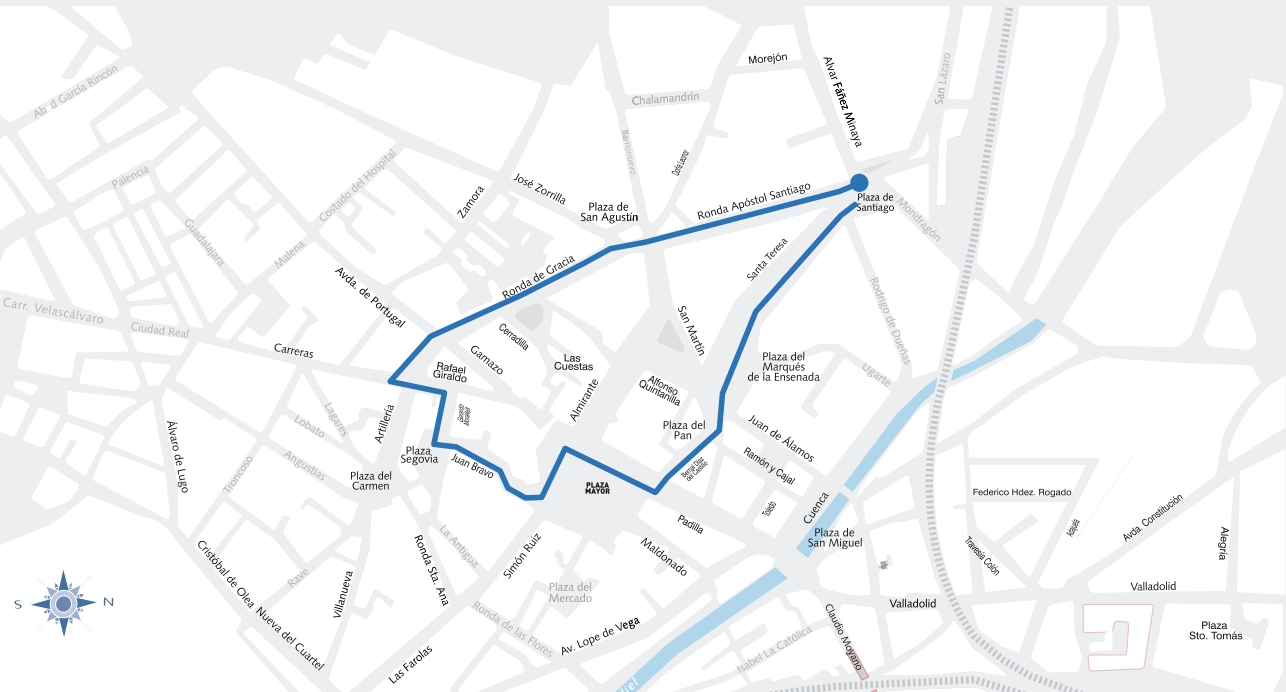 Morejón
Alvar Fáñez Minaya
San Lázaro
Ab. d García Rincón
Chalamandrín
Barrionuevo
Palencia
Costado del Hospital
Zamora
José Zorrilla
Plaza de
San Agustín
Ronda Apóstol Santiago
Plaza de
Santiago
Mondragón
Guadalajara
Malena
Santa Teresa
Ronda de Gracia
Avda. de Portugal
Rodrigo de Dueñas
Carr. Velascálvaro
Ciudad Real
Carreras
Cerradilla
Gamazo
San Martín
Rafael
Giraldo
Las
Cuestas
Plaza del
Marqués
de la Ensenada
Ugarte
Alfonso
Quintanilla
Almirante
Lagares
Lobato
Artillería
Plaza del
Pan
Juan de Álamos
Álvaro de Lugo
Troncoso
Angustias
Plaza
Segovia
Juan Bravo
Plaza del
Carmen
Bernal Díaz
del Castillo
Ramón y Cajal
PLAZA
MAYOR
Toledo
Cuenca
Federico Hdez. Rogado
Padilla
Plaza de
San Miguel
Avda. Constitución
Alegría
Travesía Colón
La Antigua
Simón Ruiz
Maldonado
Cristóbal de Olea
Rave
Villanueva
Ronda Sta. Ana
Plaza del
Mercado
Valladolid
Valladolid
S
N
Nueva del Cuartel
Ronda de las Flores
Av. Lope de Vega
Claudio Moyano
Isabel La Católica
Plaza
Sto. Tomás
Las Farolas